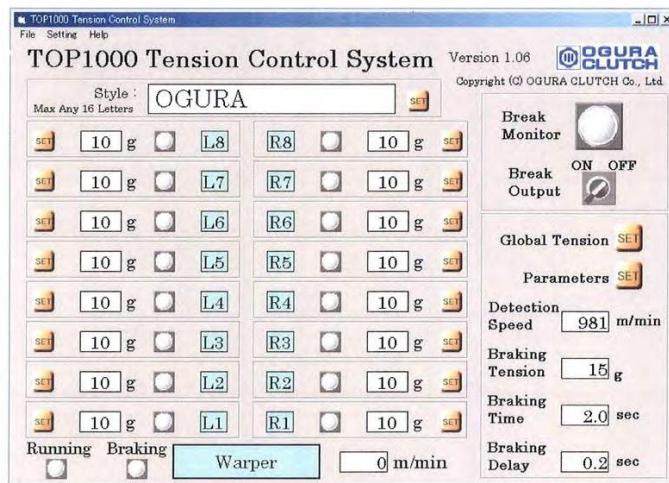 TOP1000 Tension Control System
File Setting Help
TOP1000 Tension Control System Version 1.06 OGURA CLUTCH
Copyright (C) OGURA CLUTCH Co., Ltd
Style :
Max Any 16 Letters
OGURA SET
SET 10 g L8 R8 10 g SET
SET 10 g L7 R7 10 g SET
SET 10 g L6 R6 10 g SET
SET 10 g L5 R5 10 g SET
SET 10 g L4 R4 10 g SET
SET 10 g L3 R3 10 g SET
SET 10 g L2 R2 10 g SET
SET 10 g L1 R1 10 g SET
Running Braking Warper 0 m/min
Break
Monitor
Break
Output
ON OFF
Global Tension SET
Parameters SET
Detection
Speed 981 m/min
Braking
Tension 15 g
Braking
Time 2.0 sec
Braking
Delay 0.2 sec